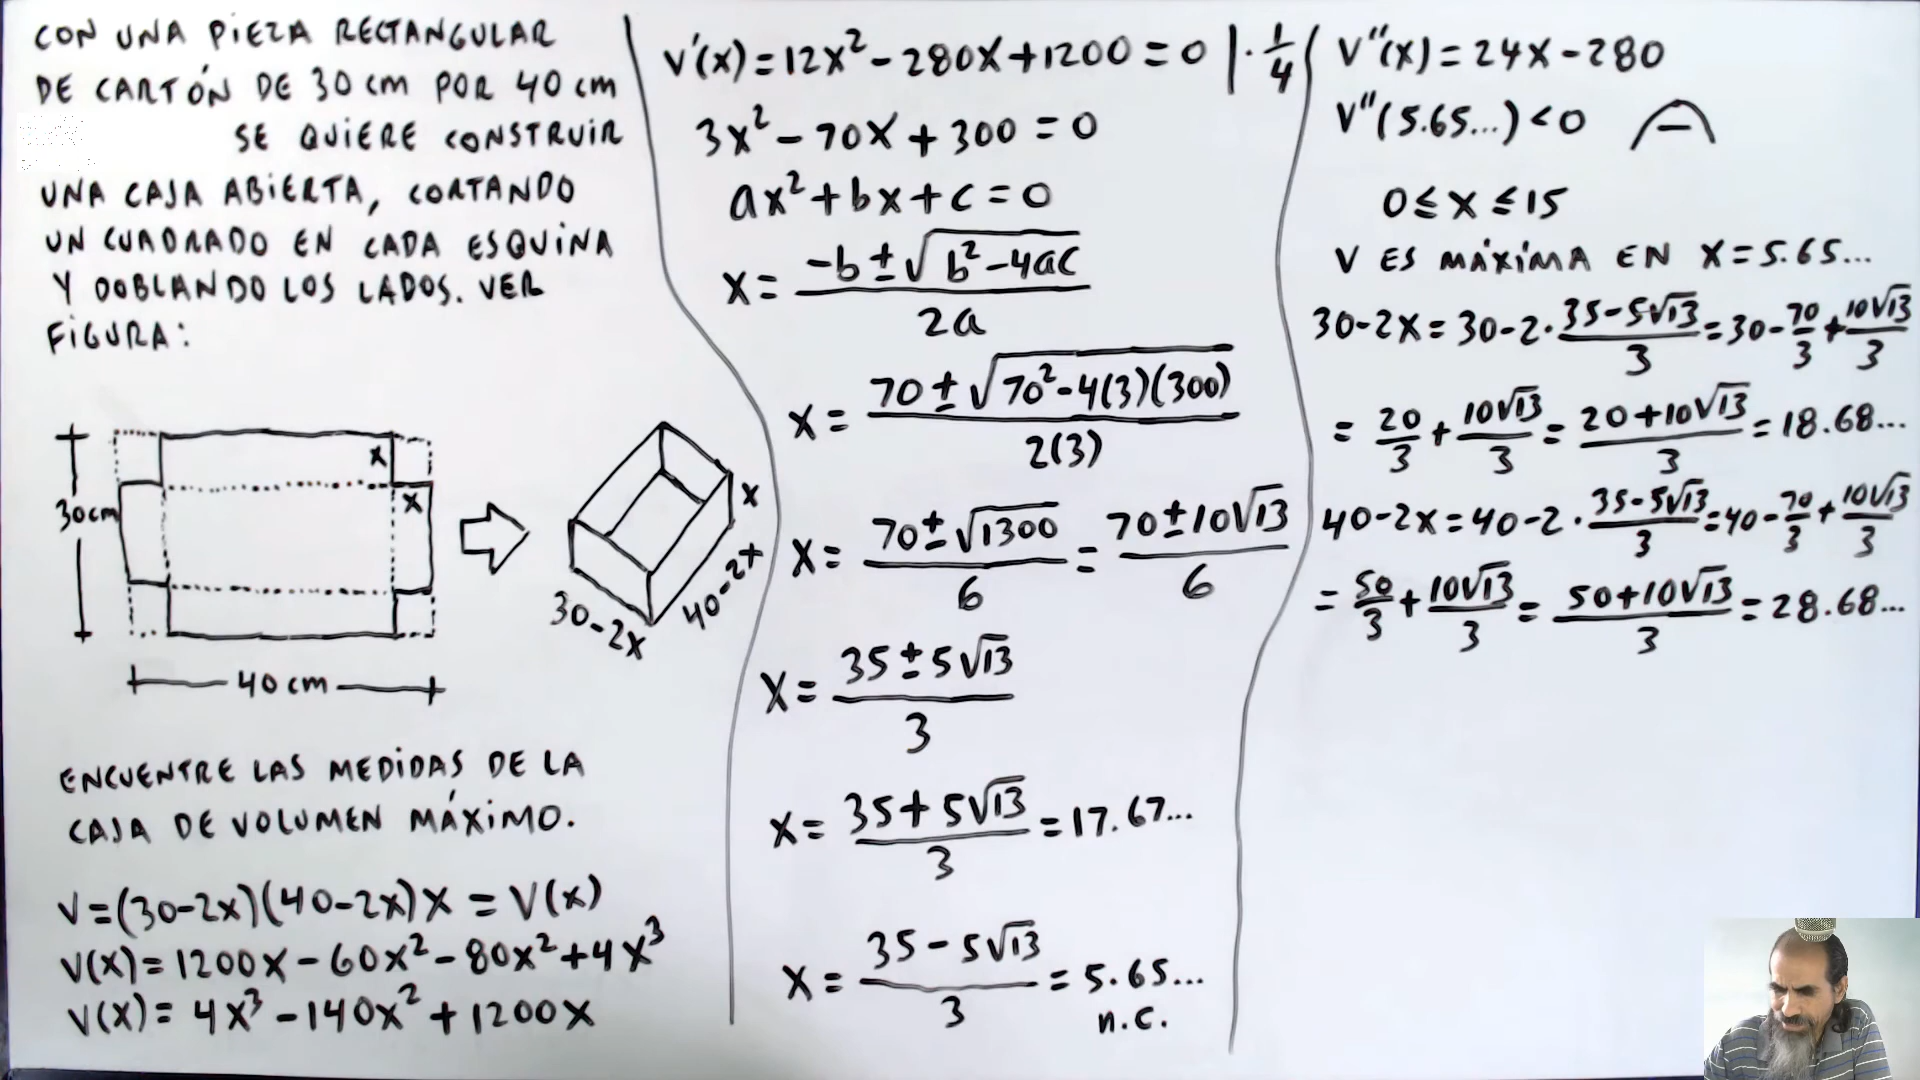 CON UNA PIEZA RECTANGULAR
DE CARTÓN DE 30 cm POR 40 cm
SE QUIERE CONSTRUIR
UNA CAJA ABIERTA, CORTANDO
UN CUADRADO EN CADA ESQUINA
Y DOBLANDO LOS LADOS. VER
FIGURA:
x
x
30cm
40 cm
x
30-2x
40-2x
ENCUENTRE LAS MEDIDAS DE LA
CAJA DE VOLUMEN MÁXIMO.
V=(30-2x)(40-2x)x = V(x)
V(x)=1200x-60x²-80x²+4x³
V(x)=4x³-140x²+1200x
V'(x)=12x²-280x+1200=0 |·1/4
3x²-70x+300=0
ax²+bx+c=0
x=(-b±√(b²-4ac))/2a
x=(70±√(70²-4(3)(300)))/2(3)
x=(70±√1300)/6=(70±10√13)/6
x=(35±5√13)/3
x=(35+5√13)/3=17.67...
x=(35-5√13)/3=5.65...
n.c.
V''(x)=24x-280
V''(5.65...)<0 -
0≤x≤15
V ES MÁXIMA EN x=5.65...
30-2x=30-2·(35-5√13)/3=30-70/3+10√13/3
=20/3+10√13/3=(20+10√13)/3=18.68...
40-2x=40-2·(35-5√13)/3=40-70/3+10√13/3
=50/3+10√13/3=(50+10√13)/3=28.68...